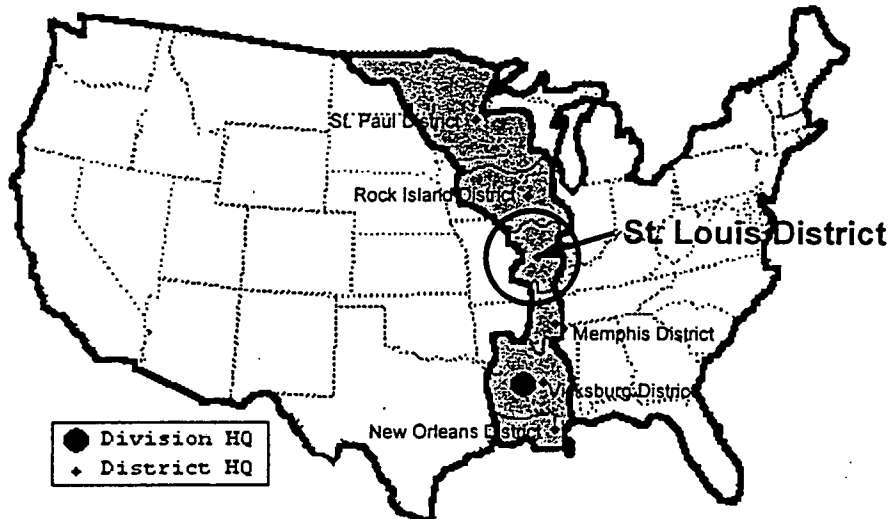 St. Paul District
Rock Island District
St. Louis District
Memphis District
Vicksburg District
New Orleans District
Division HQ
District HQ